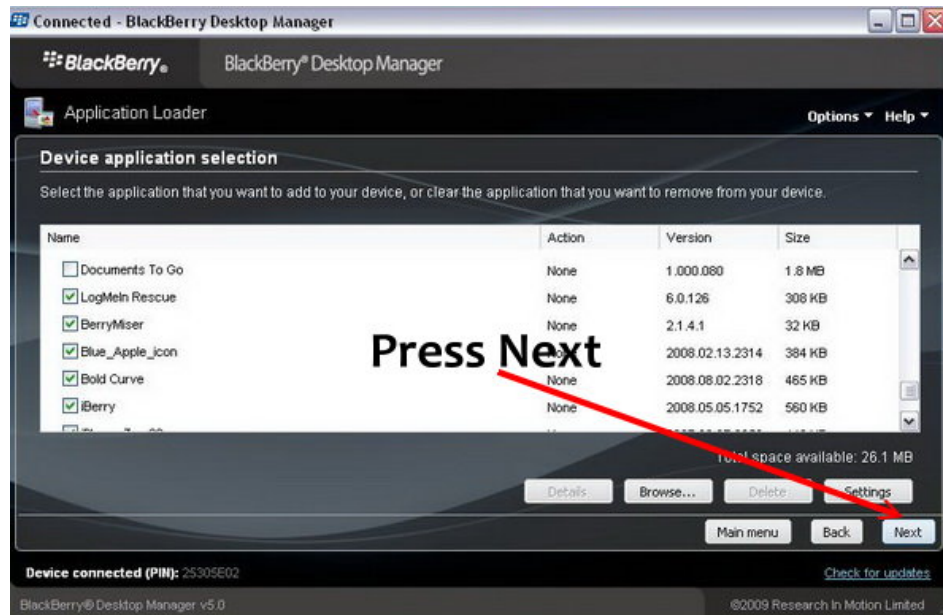 Connected - BlackBerry Desktop Manager
BlackBerry® BlackBerry® Desktop Manager
Application Loader Options Help
Device application selection
Select the application that you want to add to your device, or clear the application that you want to remove from your device.
Name Action Version Size
Documents To Go None 1.000.080 1.8 MB
LogMeIn Rescue None 6.0.126 308 KB
BerryMiser None 2.1.4.1 32 KB
Blue_Apple_icon 2008.02.13.2314 384 KB
Press Next
Bold Curve None 2008.08.02.2318 465 KB
iBerry None 2008.05.05.1752 560 KB
Total space available: 26.1 MB
Details Browse... Delete Settings
Main menu Back Next
Device connected (PIN): 25305E02 Check for updates
BlackBerry® Desktop Manager v5.0 ©2009 Research In Motion Limited